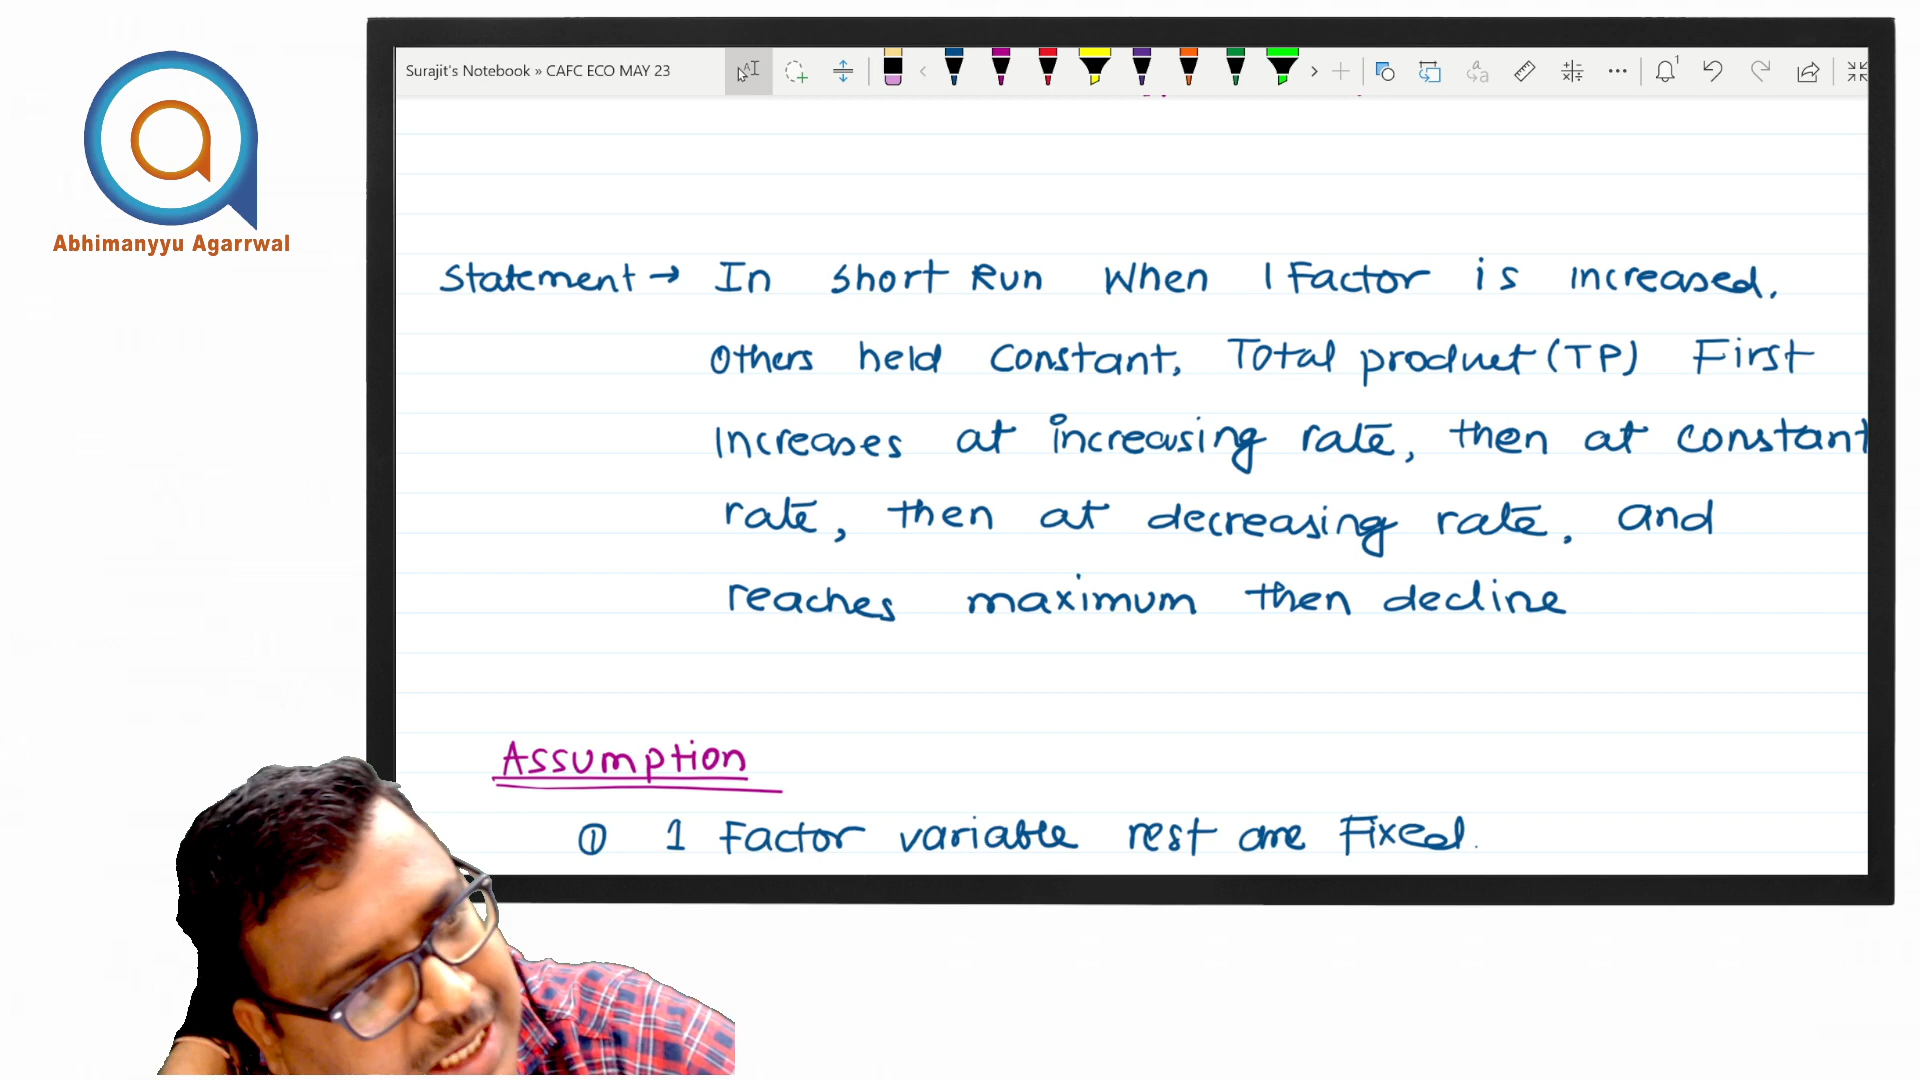 Surajit's Notebook » CAFC ECO MAY 23
Abhimanyyu Agarrwal
Statement → In Short Run When 1 Factor is increased.
Others held Constant, Total product (TP) First
Increases at increasing rate, then at constant
rate, then at decreasing rate, and
reaches maximum then decline
Assumption
① 1 Factor variable rest are Fixed.